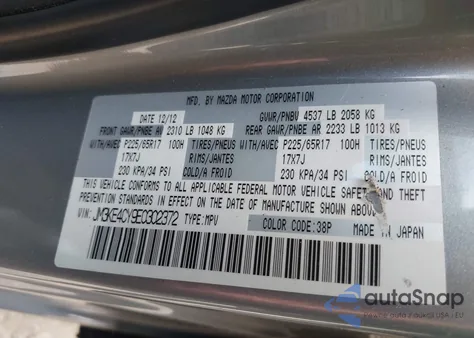 MFD. BY MAZDA MOTOR CORPORATION
DATE 12/12 GVWR/PNBV 4537 LB 2058 KG
FRONT GAWR/PNBE AV 2310 LB 1048 KG REAR GAWR/PNBE AR 2233 LB 1013 KG
WITH/AVEC P225/65R17 100H TIRES/PNEUS WITH/AVEC P225/65R17 100H TIRES/PNEUS
17X7J RIMS/JANTES 17X7J RIMS/JANTES
230 KPA/34 PSI COLD/A FROID 230 KPA/34 PSI COLD/A FROID
THIS VEHICLE CONFORMS TO ALL APPLICABLE FEDERAL MOTOR VEHICLE SAFETY, BUMPER, AND THEFT
PREVENTION STANDARDS IN EFFECT ON THE DATE OF MANUFACTURE SHOWN ABOVE.
VIN: JM3KE4CY9E0302372 TYPE: MPV COLOR CODE: 38P MADE IN JAPAN
autoSnap